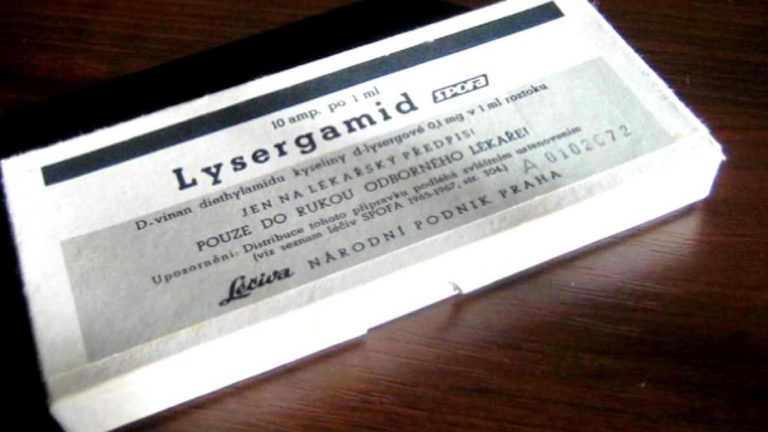 10 amp. po 1 ml
Lysergamid SPOFA
D-vinan diethylamidu kyseliny d-lysergové 0,1 mg v 1 ml roztoku
JEN NA LÉKAŘSKÝ PŘEDPIS!
POUZE DO RUKOU ODBORNÉHO LÉKAŘE!
Upozornění: Distribuce tohoto přípravku podléhá zvláštním ustanovením
(viz seznam léčiv SPOFA 1965-1967, str. 306)
A0102C72
Léčiva NÁRODNÍ PODNIK PRAHA